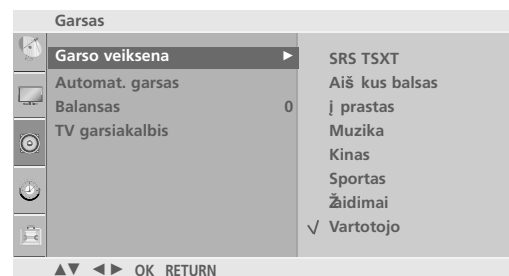 Garsas
Garso veiksena ►
Automat. garsas
Balansas 0
TV garsiakalbis
SRS TSXT
Aiš kus balsas
į prastas
Muzika
Kinas
Sportas
Žaidimai
√ Vartotojo
▲▼ ◄► OK RETURN